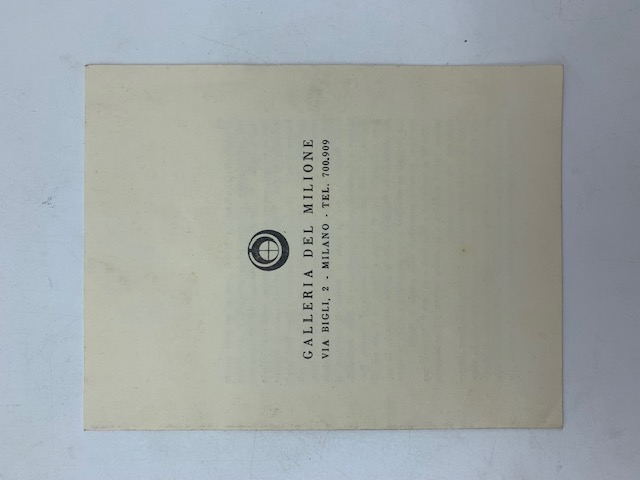 GALLERIA DEL MILIONE
VIA BIGLI, 2 - MILANO - TEL. 700.909